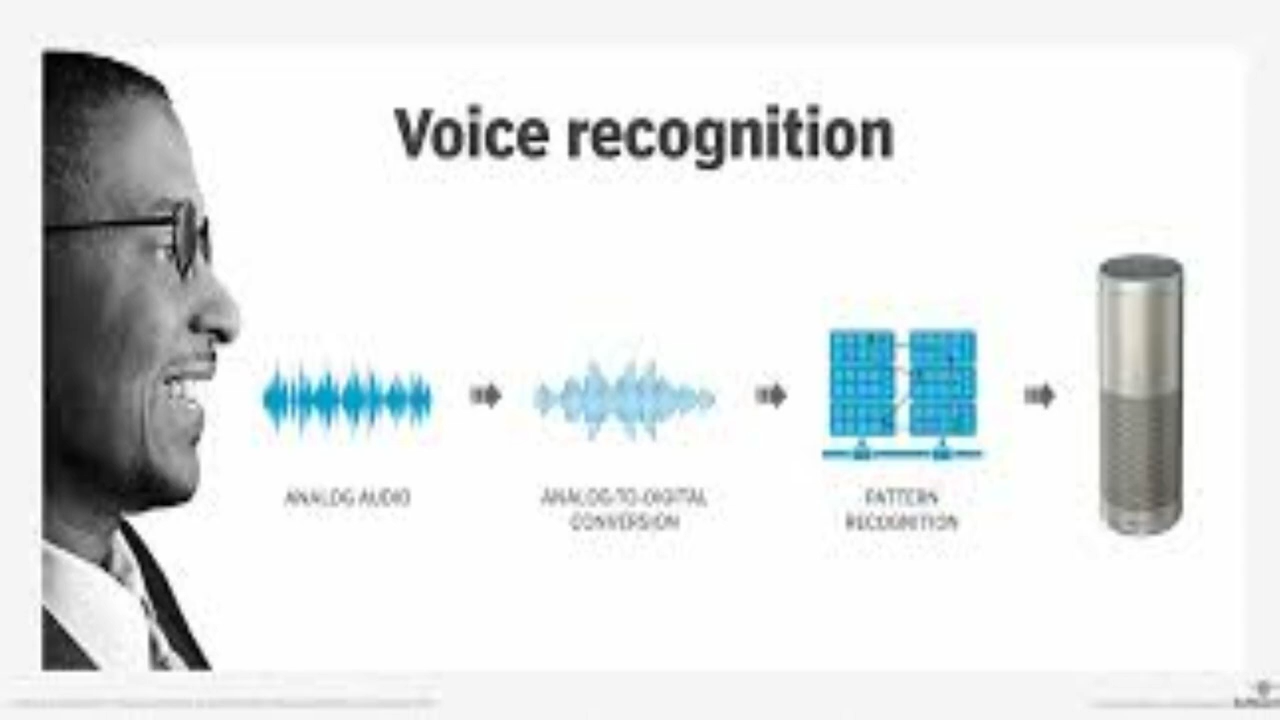 Voice recognition
ANALOG AUDIO
ANALOG-TO-DIGITAL
CONVERSION
PATTERN
RECOGNITION